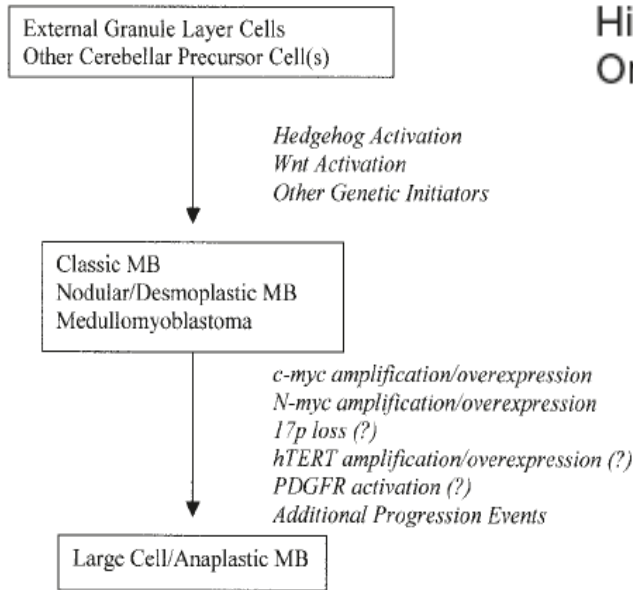 External Granule Layer Cells
Other Cerebellar Precursor Cell(s)
Hedgehog Activation
Wnt Activation
Other Genetic Initiators
Classic MB
Nodular/Desmoplastic MB
Medullomyoblastoma
c-myc amplification/overexpression
N-myc amplification/overexpression
17p loss (?)
hTERT amplification/overexpression (?)
PDGFR activation (?)
Additional Progression Events
Large Cell/Anaplastic MB